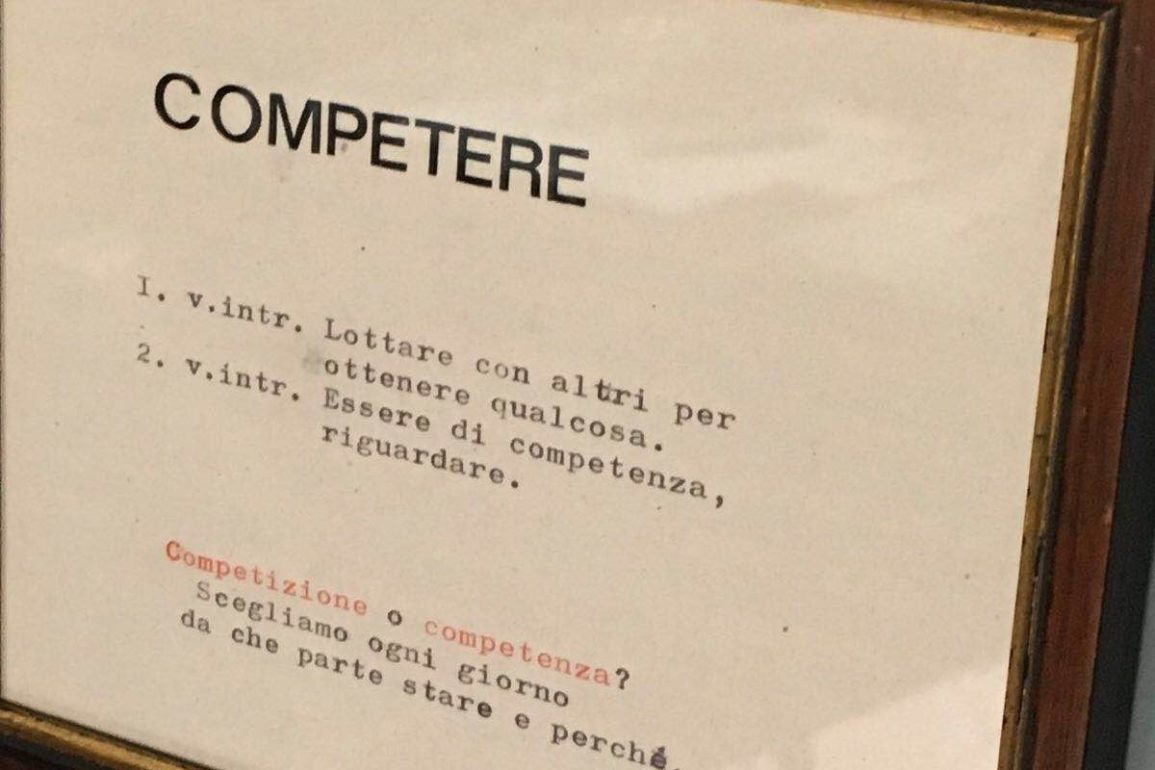 COMPETERE
I. v.intr. Lottare con altri per
ottenere qualcosa.
2. v.intr. Essere di competenza,
riguardare.
Competizione o competenza?
Scegliamo ogni giorno
da che parte stare e perché.